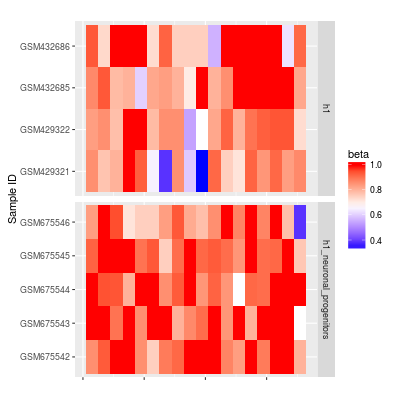 Sample ID
GSM432686
GSM432685
GSM429322
GSM429321
h1
GSM675546
GSM675545
GSM675544
GSM675543
GSM675542
h1_neuronal_progenitors
beta
1.0
0.8
0.6
0.4